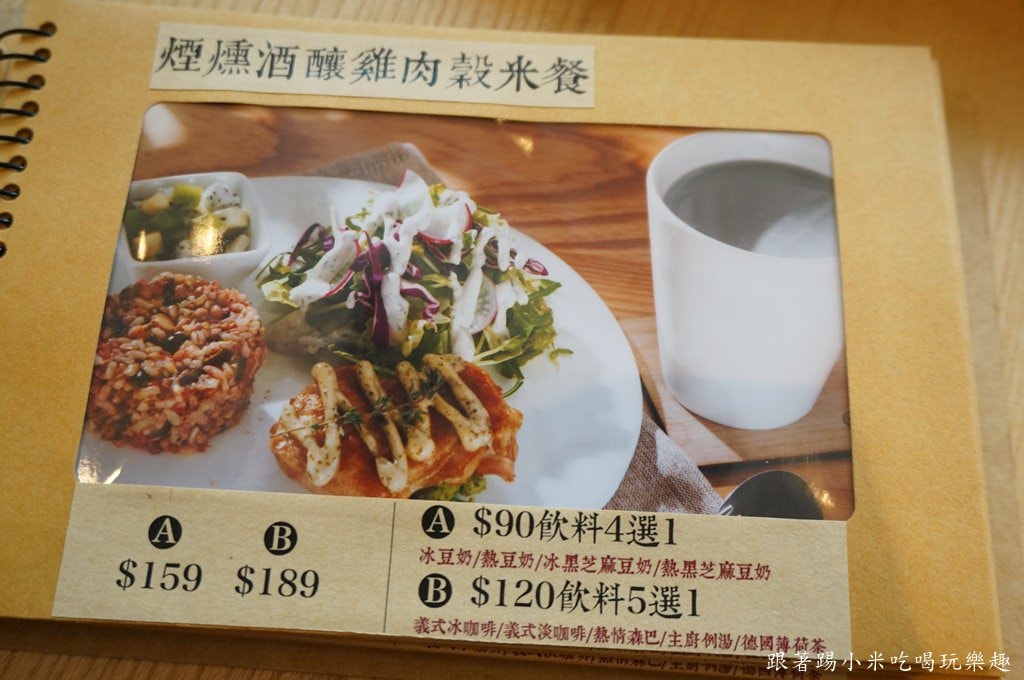 煙燻酒釀雞肉穀米餐
A B
$159 $189
A $90飲料4選1
冰豆奶/熱豆奶/冰黑芝麻豆奶/熱黑芝麻豆奶
B $120飲料5選1
義式冰咖啡/義式淡咖啡/熱情森巴/主廚例湯/德國薄荷茶
跟著踢小米吃喝玩樂趣